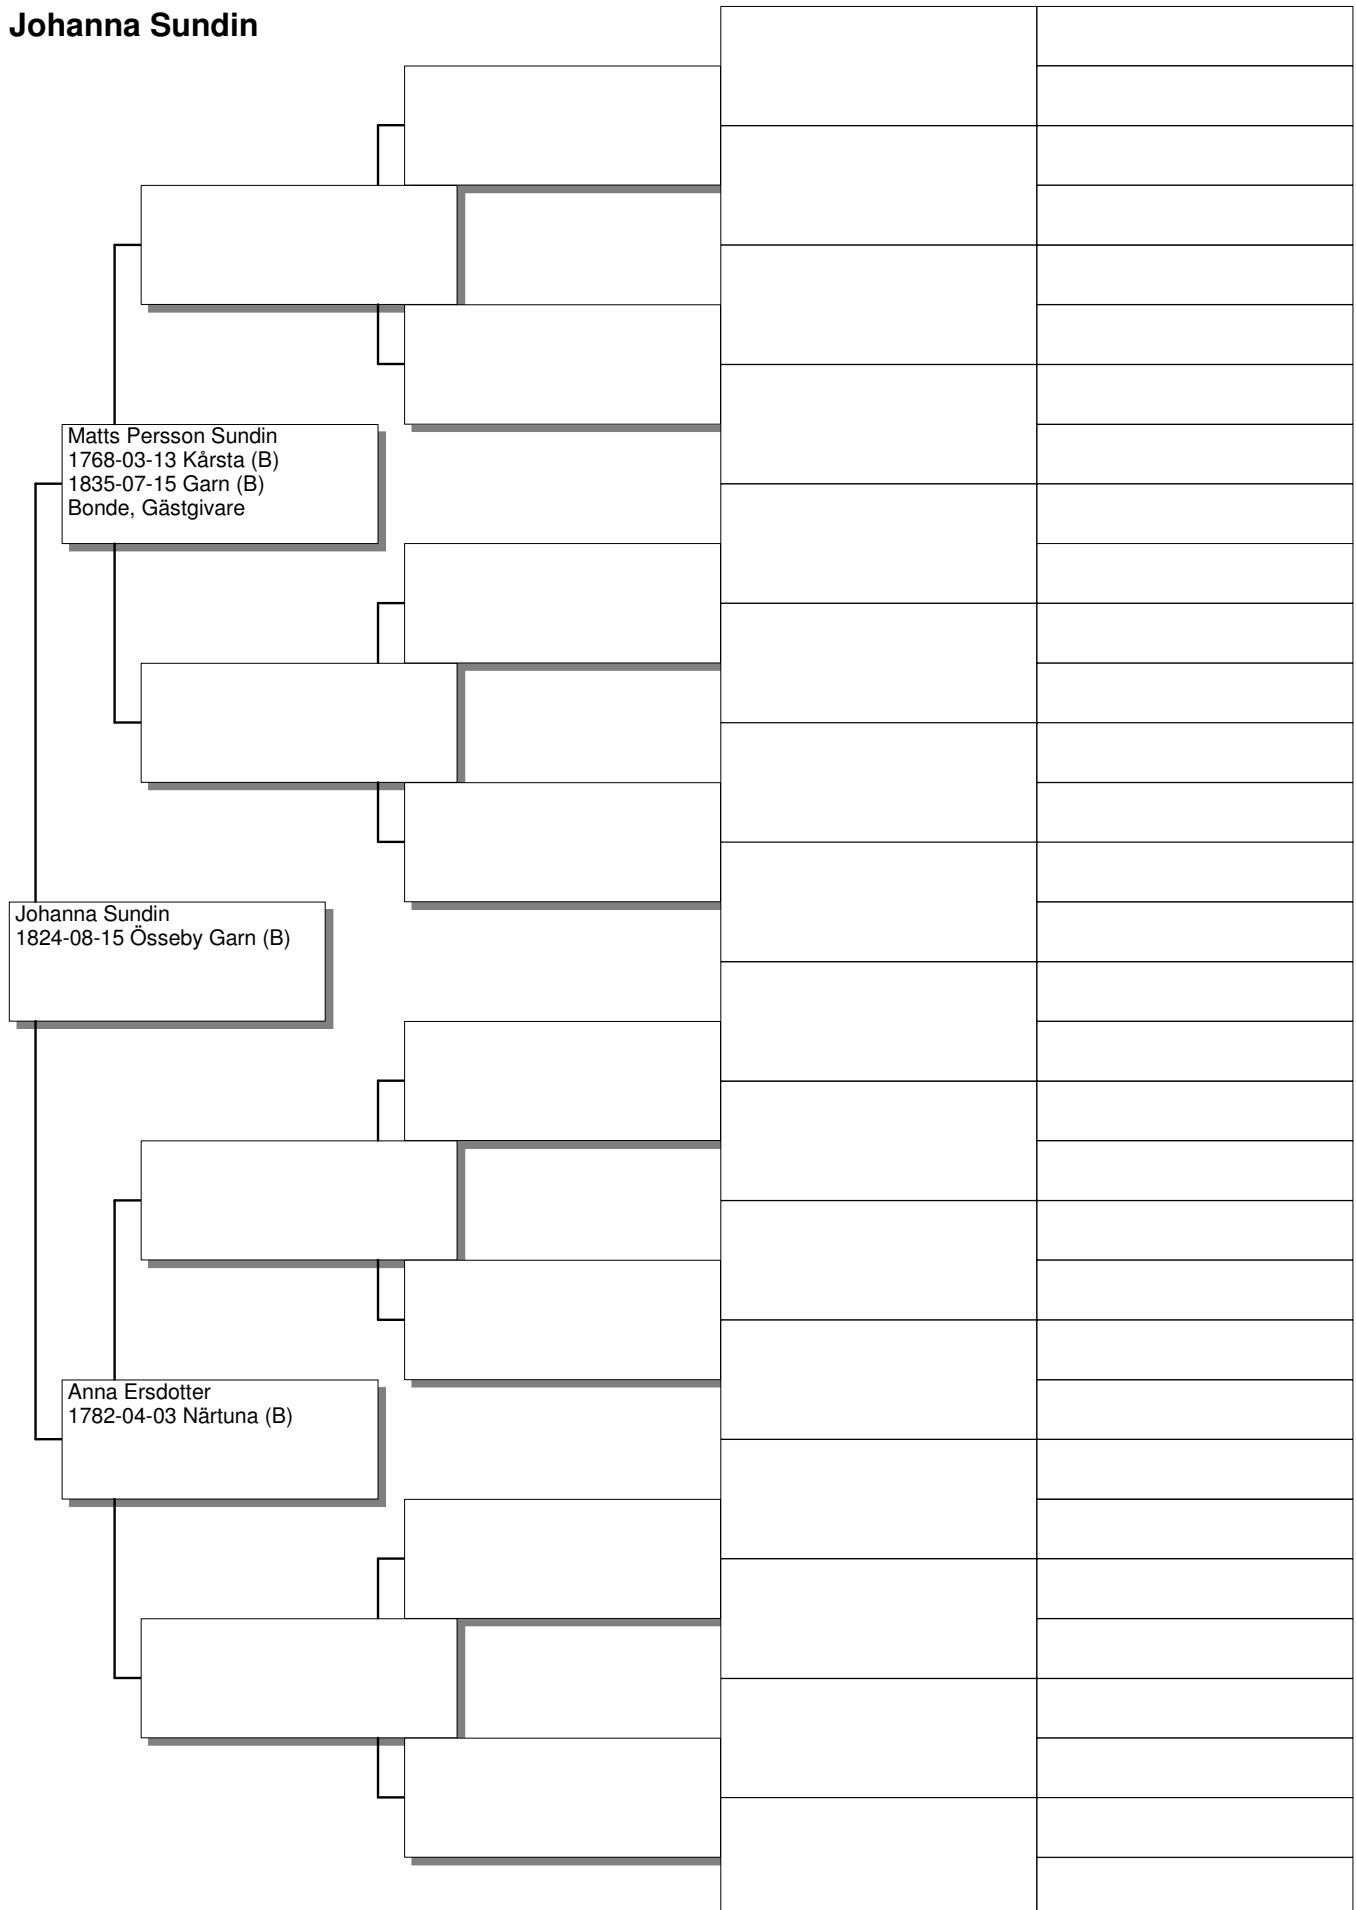 Johanna Sundin
Matts Persson Sundin
1768-03-13 Kårsta (B)
1835-07-15 Garn (B)
Bonde, Gästgivare
Johanna Sundin
1824-08-15 Össeby Garn (B)
Anna Ersdotter
1782-04-03 Närtuna (B)